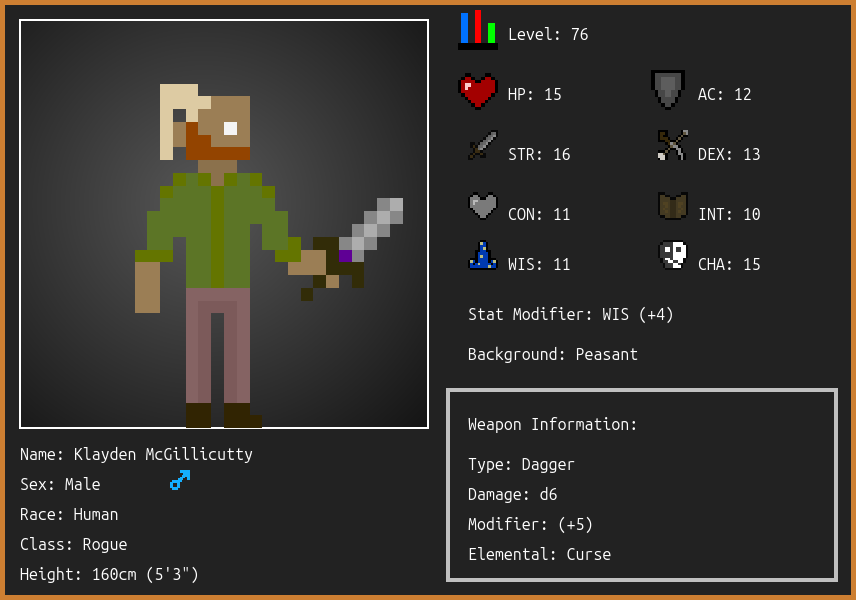 Level: 76
HP: 15
AC: 12
STR: 16
DEX: 13
CON: 11
INT: 10
WIS: 11
CHA: 15
Stat Modifier: WIS (+4)
Background: Peasant
Weapon Information:
Type: Dagger
Damage: d6
Modifier: (+5)
Elemental: Curse
Name: Klayden McGillicutty
Sex: Male
Race: Human
Class: Rogue
Height: 160cm (5'3")